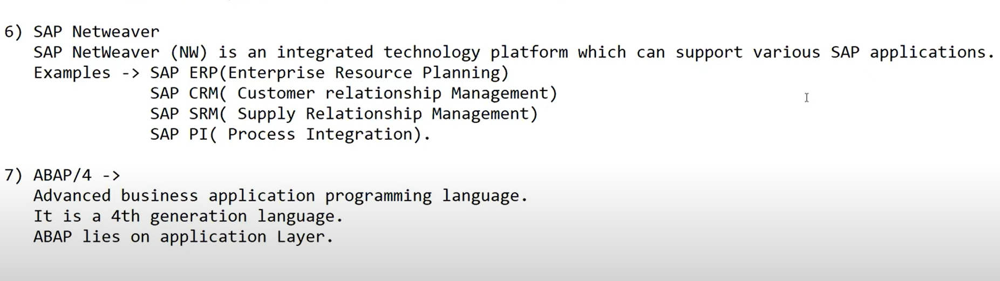 6) SAP Netweaver
SAP NetWeaver (NW) is an integrated technology platform which can support various SAP applications.
Examples -> SAP ERP(Enterprise Resource Planning)
SAP CRM( Customer relationship Management)
SAP SRM( Supply Relationship Management)
SAP PI( Process Integration).
7) ABAP/4 ->
Advanced business application programming language.
It is a 4th generation language.
ABAP lies on application Layer.